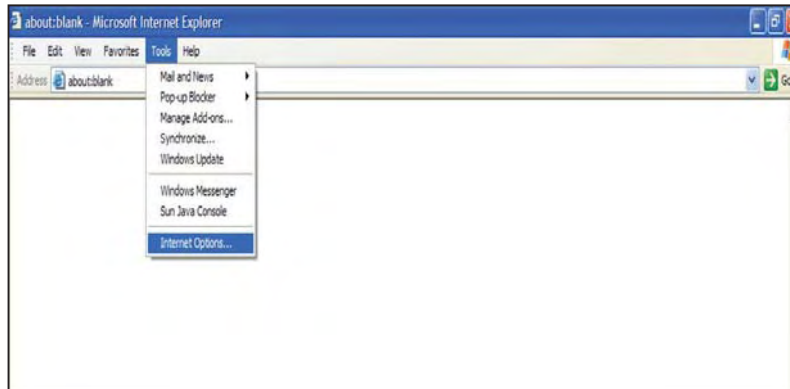 about:blank - Microsoft Internet Explorer
File Edit View Favorites Tools Help
Address about:blank Go
Mail and News
Pop-up Blocker
Manage Add-ons...
Synchronize...
Windows Update
Windows Messenger
Sun Java Console
Internet Options...